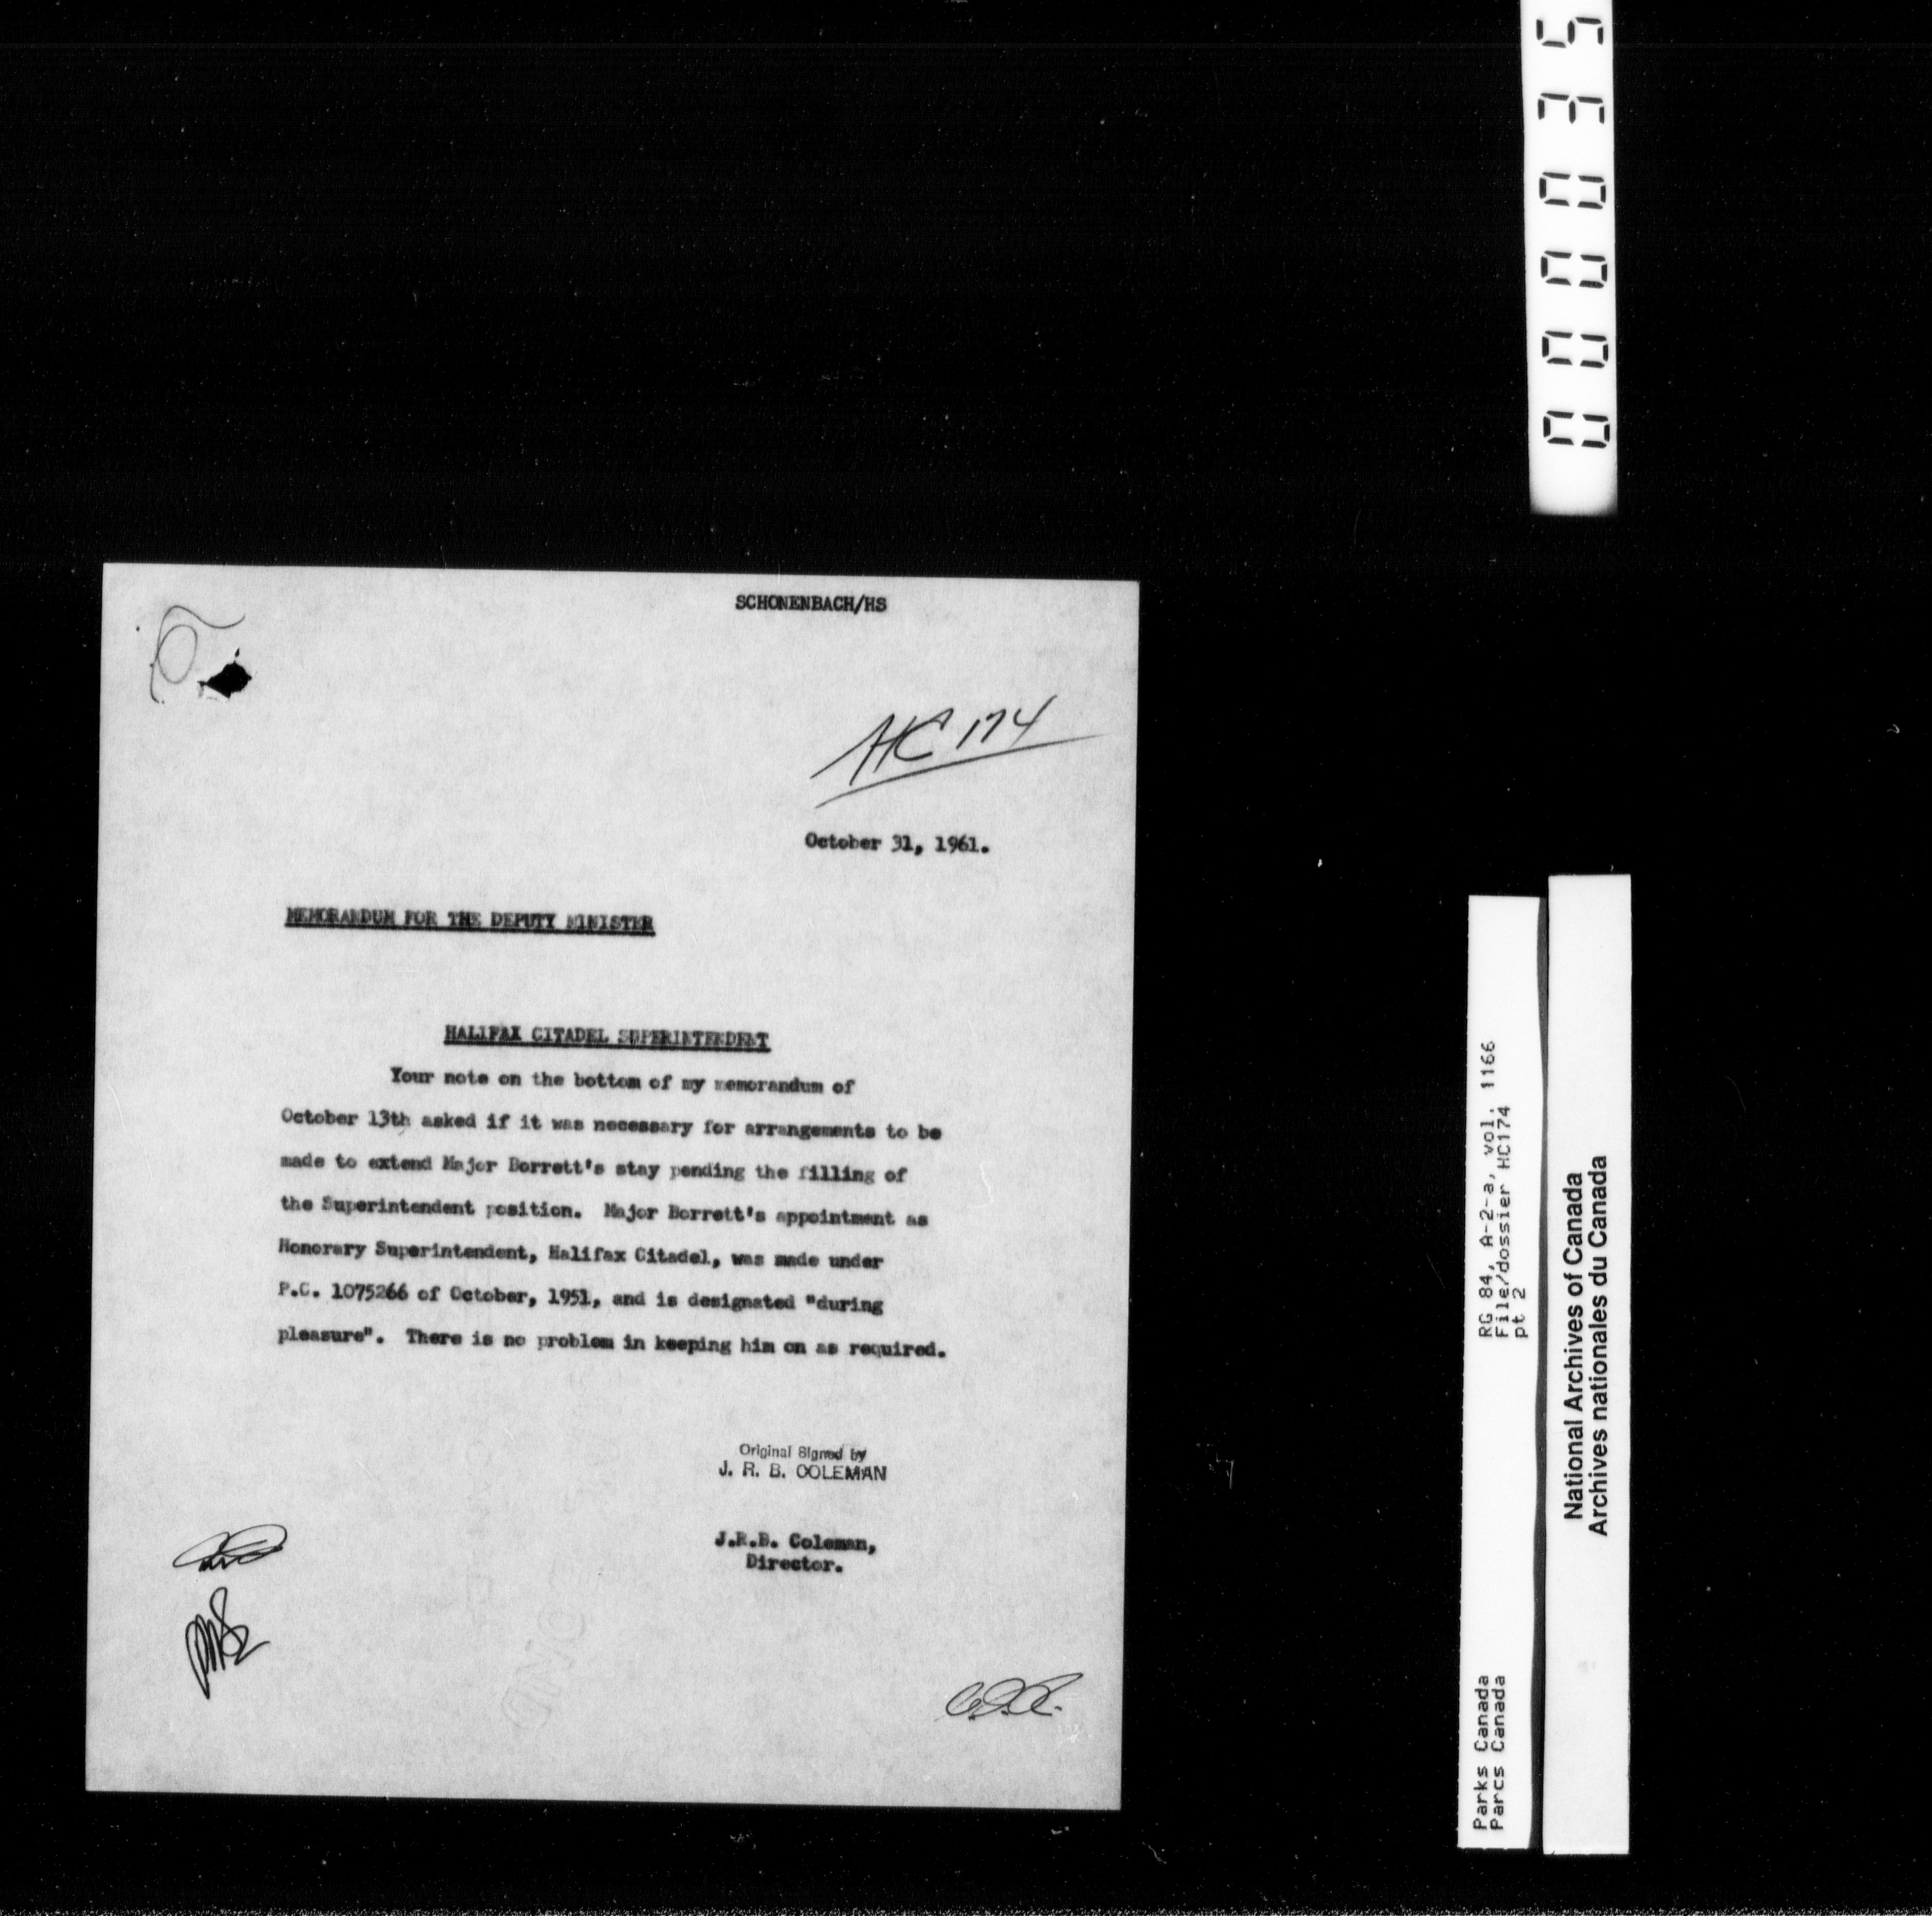 SCHONENBACH/HS
HC 174
October 31, 1961.
MEMORANDUM FOR THE DEPUTY MINISTER
HALIFAX CITADEL SUPERINTENDENT
Your note on the bottom of my memorandum of
October 13th asked if it was necessary for arrangements to be
made to extend Major Borrett's stay pending the filling of
the Superintendent position. Major Borrett's appointment as
Honorary Superintendent, Halifax Citadel, was made under
P.C. 1075266 of October, 1951, and is designated "during
pleasure". There is no problem in keeping him on as required.
Original Signed by
J. R. B. COLEMAN
J.R.B. Coleman,
Director.
000035
Parks Canada RG 84, A-2-a, vol. 1166
Parcs Canada File/dossier HC174
pt 2
National Archives of Canada
Archives nationales du Canada